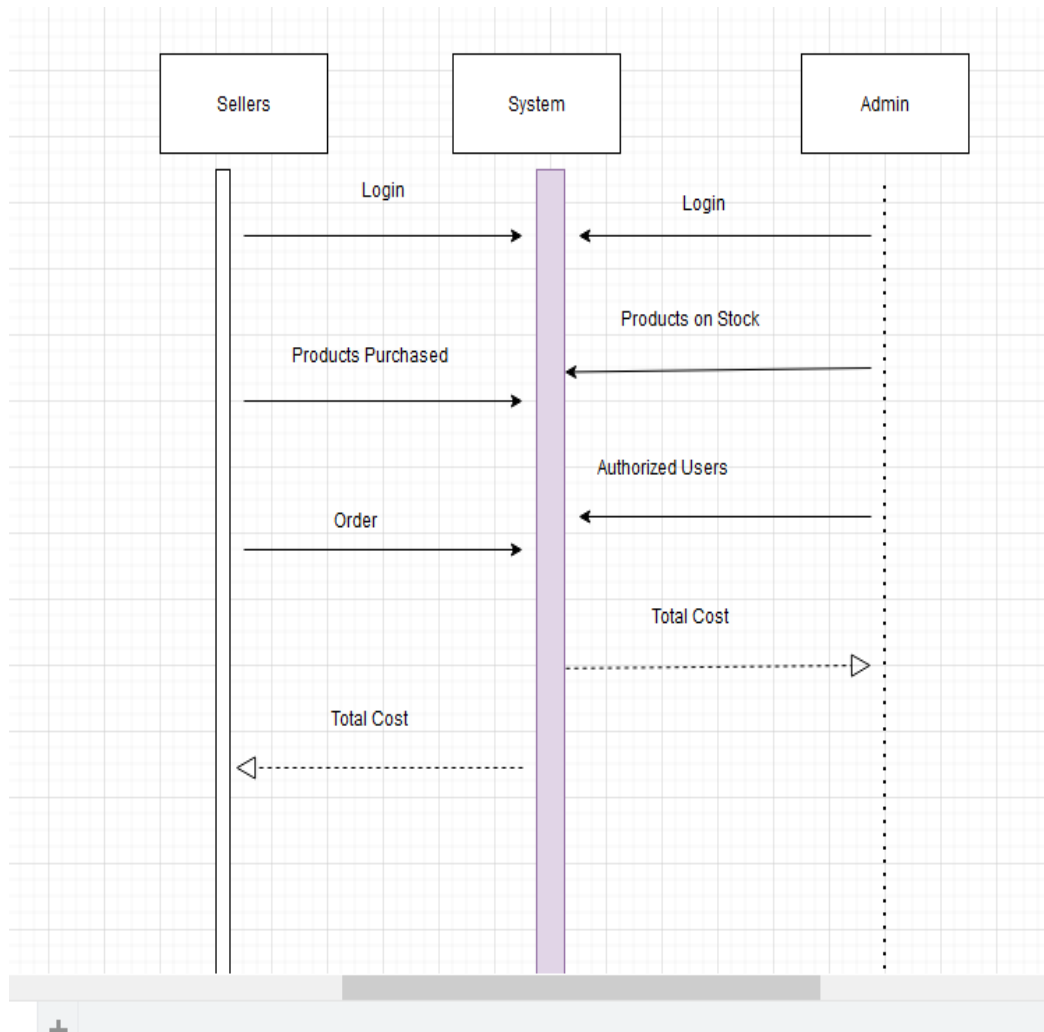 Sellers
System
Admin
Login
Login
Products on Stock
Products Purchased
Authorized Users
Order
Total Cost
Total Cost